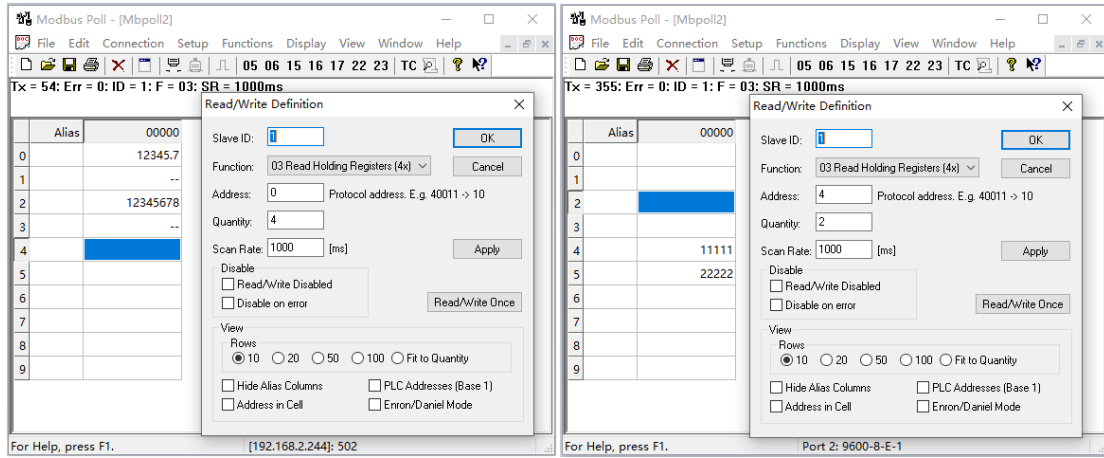 Modbus Poll - [Mbpoll2]
File Edit Connection Setup Functions Display View Window Help
05 06 15 16 17 22 23 TC
Tx = 54: Err = 0: ID = 1: F = 03: SR = 1000ms
Alias 00000
0 12345.7
1 --
2 12345678
3 --
4
5
6
7
8
9
Read/Write Definition
Slave ID: 1 OK
Function: 03 Read Holding Registers (4x) Cancel
Address: 0 Protocol address. E.g. 40011 -> 10
Quantity: 4
Scan Rate: 1000 [ms] Apply
Disable
Read/Write Disabled
Disable on error Read/Write Once
View
Rows
10 20 50 100 Fit to Quantity
Hide Alias Columns PLC Addresses (Base 1)
Address in Cell Enron/Daniel Mode
For Help, press F1. [192.168.2.244]: 502
Modbus Poll - [Mbpoll2]
File Edit Connection Setup Functions Display View Window Help
05 06 15 16 17 22 23 TC
Tx = 355: Err = 0: ID = 1: F = 03: SR = 1000ms
Alias 00000
0
1
2
3
4 11111
5 22222
6
7
8
9
Read/Write Definition
Slave ID: 1 OK
Function: 03 Read Holding Registers (4x) Cancel
Address: 4 Protocol address. E.g. 40011 -> 10
Quantity: 2
Scan Rate: 1000 [ms] Apply
Disable
Read/Write Disabled
Disable on error Read/Write Once
View
Rows
10 20 50 100 Fit to Quantity
Hide Alias Columns PLC Addresses (Base 1)
Address in Cell Enron/Daniel Mode
For Help, press F1. Port 2: 9600-8-E-1